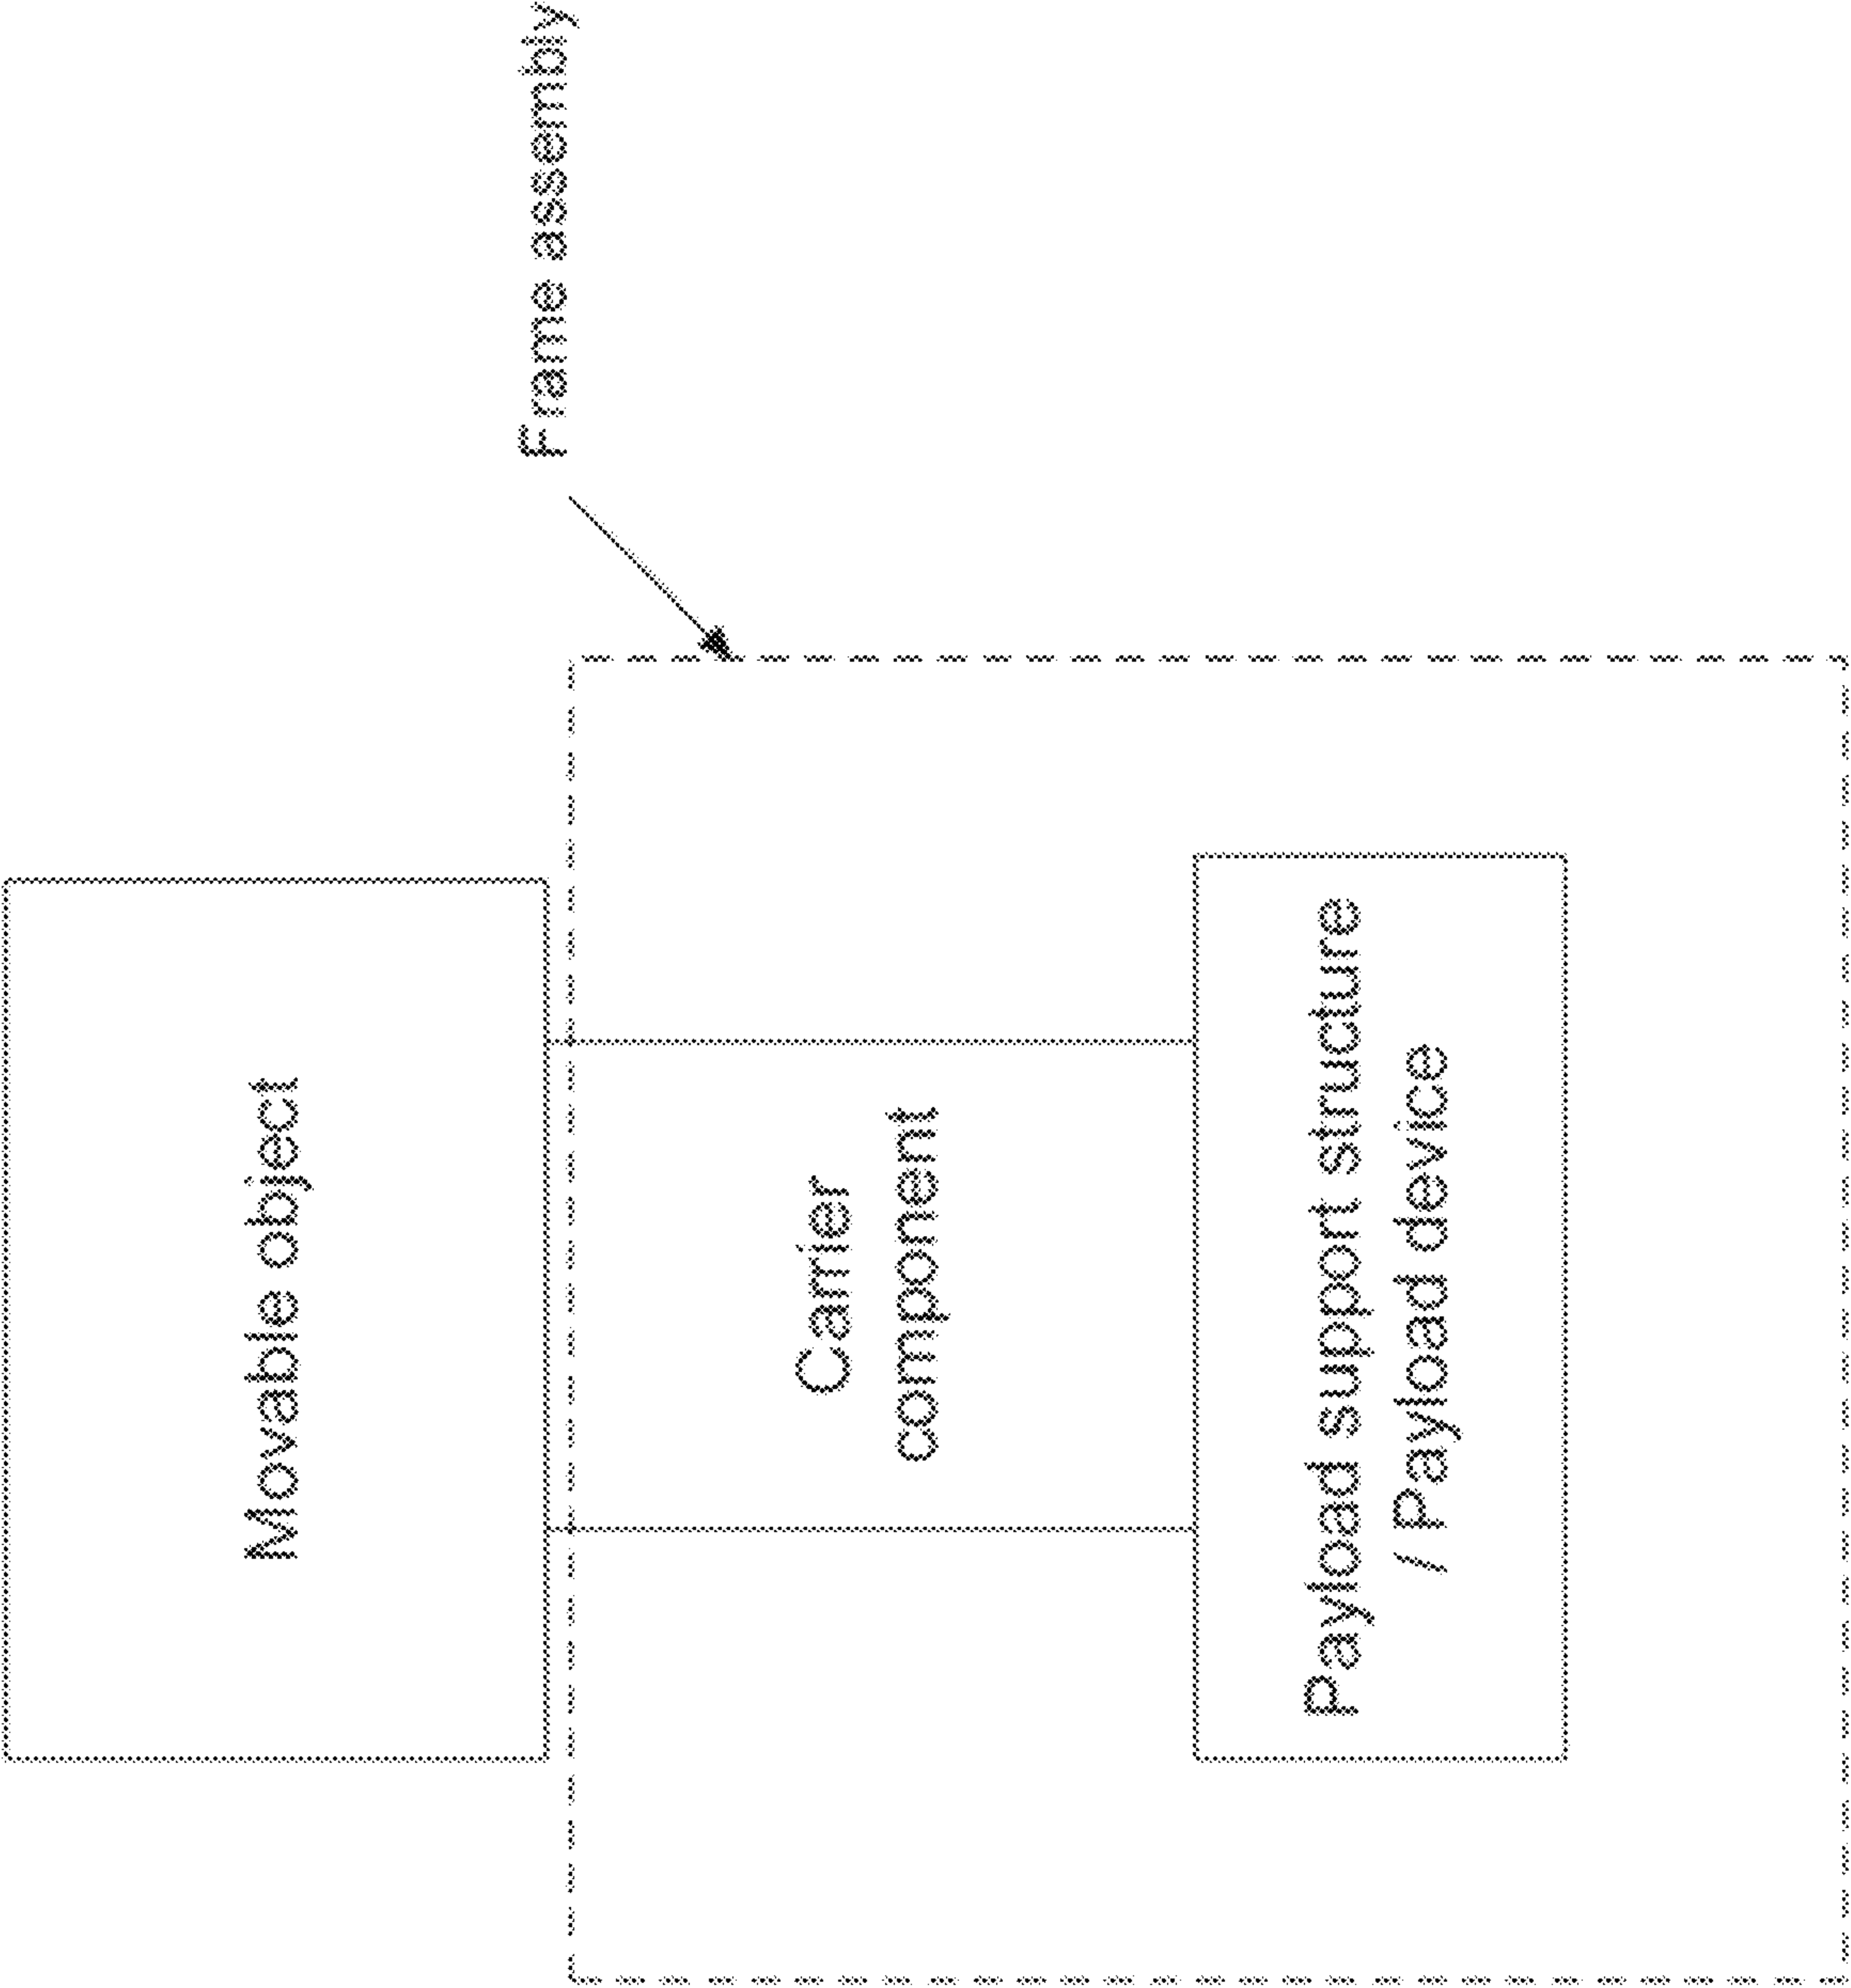 Movable object
Frame assembly
Carrier
component
Payload support structure
/ Payload device